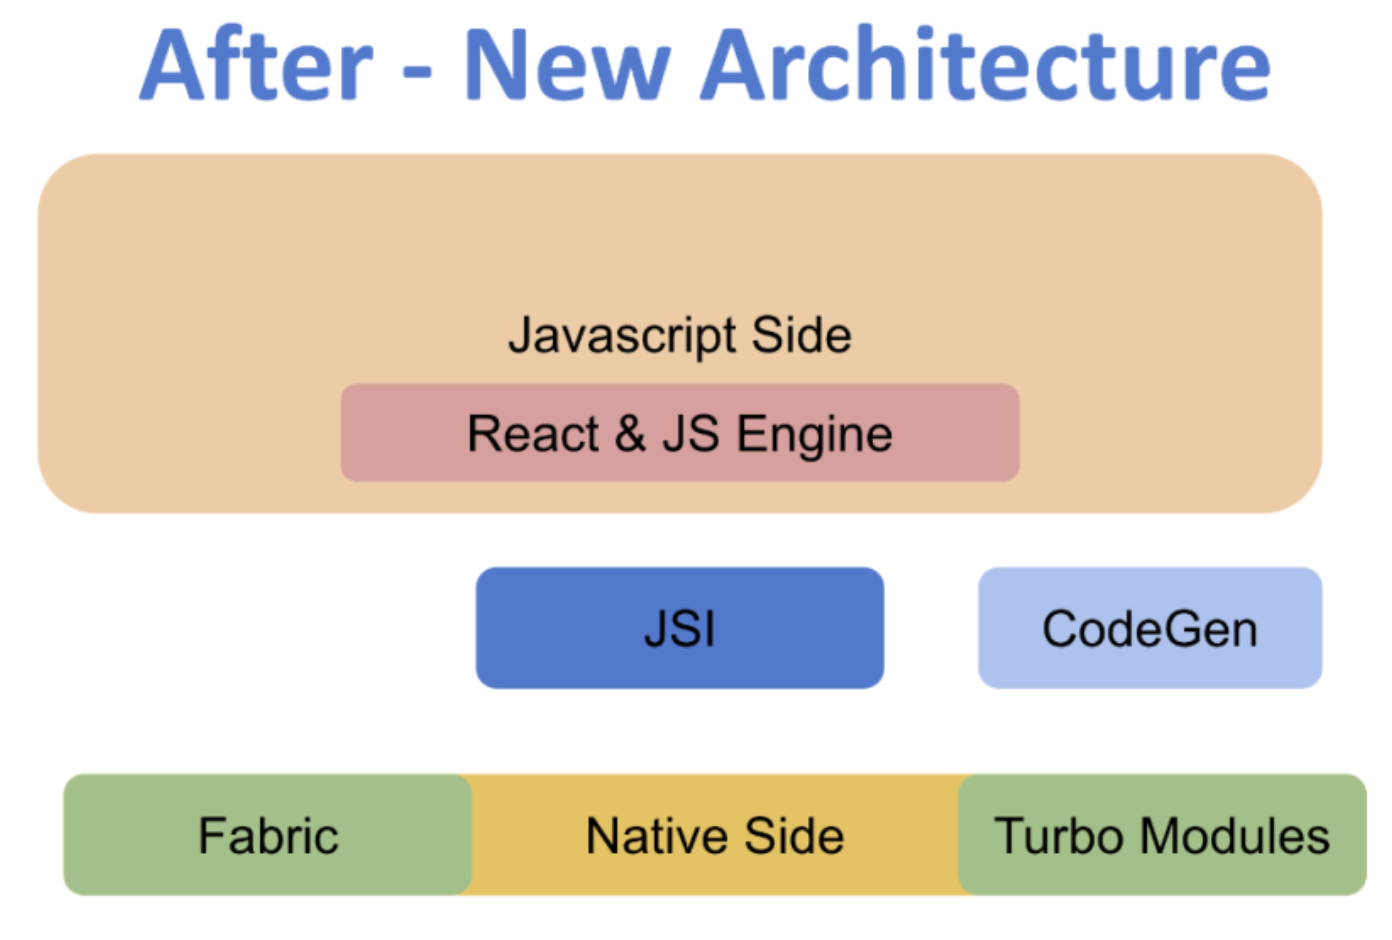 After - New Architecture
Javascript Side
React & JS Engine
JSI
CodeGen
Fabric
Native Side
Turbo Modules